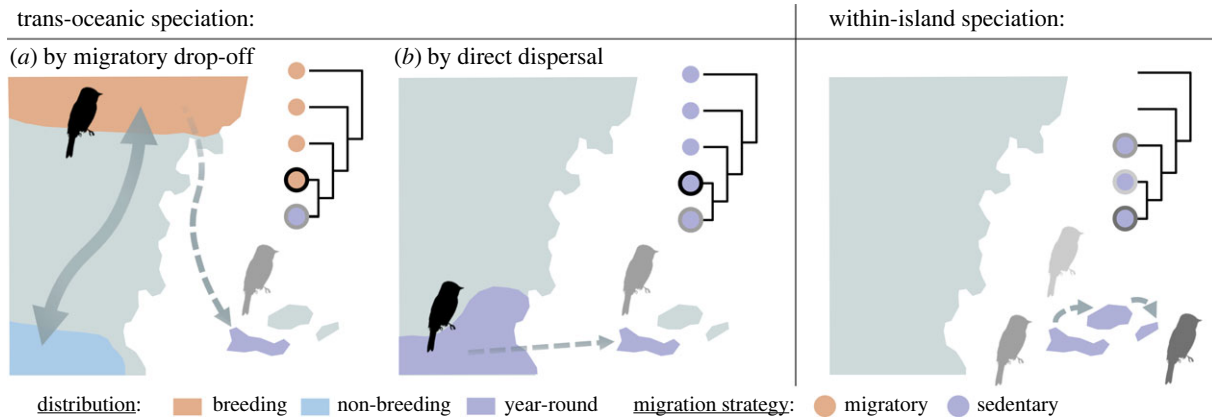 trans-oceanic speciation:
within-island speciation:
(a) by migratory drop-off
(b) by direct dispersal
distribution: breeding non-breeding year-round migration strategy: migratory sedentary